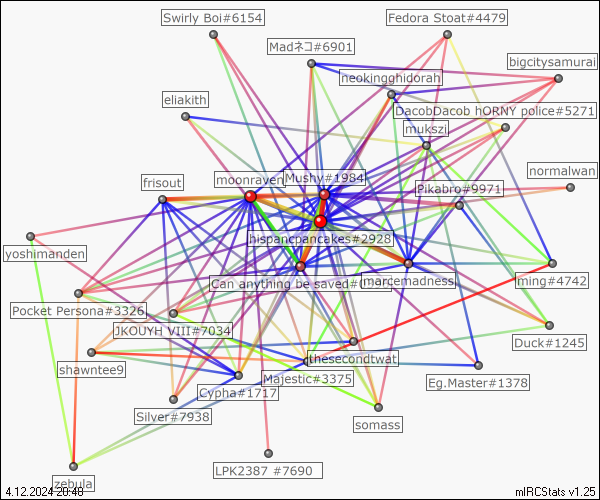 Swirly Boi#6154
Fedora Stoat#4479
Madネコ#6901
bigcitysamurai
neokingghidorah
eliakith
DacobDacob hORNY police#5271
mukszi
normalwan
moonraven
Mushy#1984
frisout
Pikabro#9971
hispancpancakes#2928
yoshimanden
Can anything be saved#0
marcemadness
ming#4742
Pocket Persona#3326
JKOUYH VIII#7034
Duck#1245
thesecondtwat
shawntee9
Majestic#3375
Cypha#1717
Eg.Master#1378
Silver#7938
somass
LPK2387 #7690
zebula
4.12.2024 20:48
mIRCStats v1.25